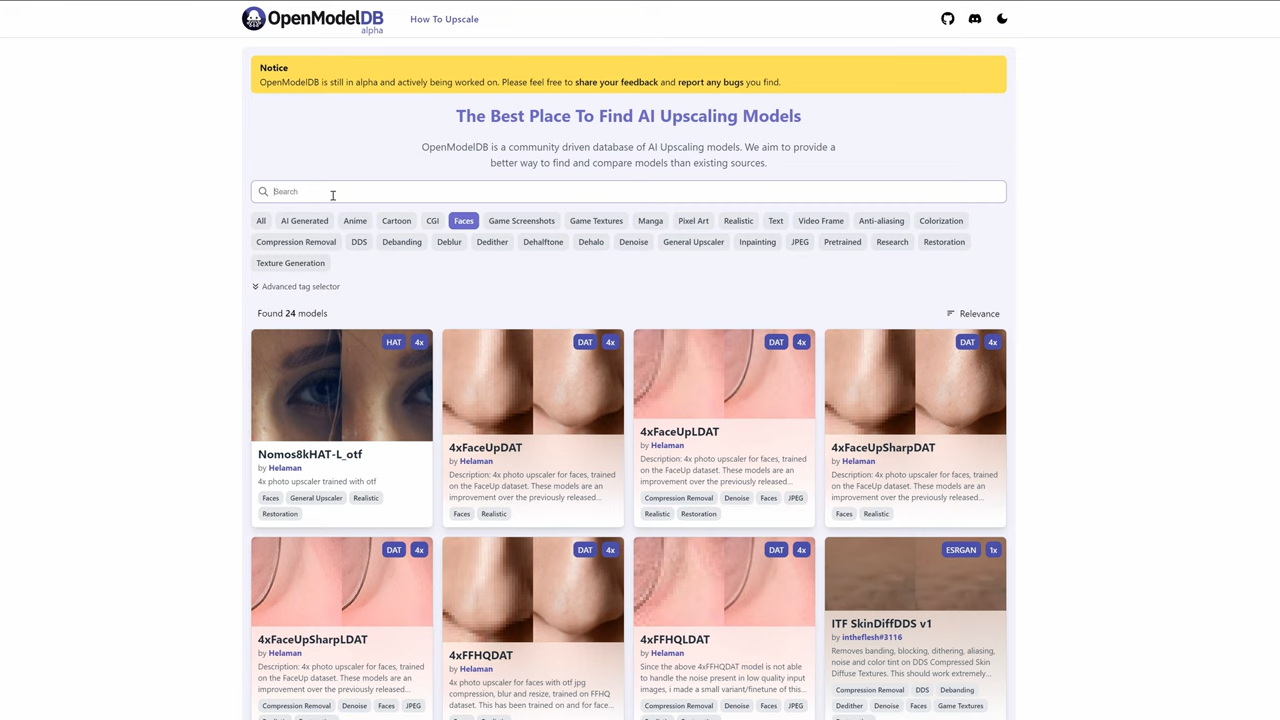 OpenModelDB
alpha
How To Upscale
Notice
OpenModelDB is still in alpha and actively being worked on. Please feel free to share your feedback and report any bugs you find.
The Best Place To Find AI Upscaling Models
OpenModelDB is a community driven database of AI Upscaling models. We aim to provide a
better way to find and compare models than existing sources.
Search
All AI Generated Anime Cartoon CGI Faces Game Screenshots Game Textures Manga Pixel Art Realistic Text Video Frame Anti-aliasing Colorization
Compression Removal DDS Debanding Deblur Dedither Dehalftone Dehalo Denoise General Upscaler Inpainting JPEG Pretrained Research Restoration
Texture Generation
Advanced tag selector
Found 24 models
Relevance
HAT 4x
Nomos8kHAT-L_otf
by Helaman
4x photo upscaler trained with otf
Faces General Upscaler Realistic
Restoration
DAT 4x
4xFaceUpDAT
by Helaman
Description: 4x photo upscaler for faces, trained
on the FaceUp dataset. These models are an
improvement over the previously released...
Faces Realistic
DAT 4x
4xFaceUpLDAT
by Helaman
Description: 4x photo upscaler for faces, trained
on the FaceUp dataset. These models are an
improvement over the previously released...
Compression Removal Denoise Faces JPEG
Realistic Restoration
DAT 4x
4xFaceUpSharpDAT
by Helaman
Description: 4x photo upscaler for faces, trained
on the FaceUp dataset. These models are an
improvement over the previously released...
Faces Realistic
DAT 4x
4xFaceUpSharpLDAT
by Helaman
Description: 4x photo upscaler for faces, trained
on the FaceUp dataset. These models are an
improvement over the previously released...
Compression Removal Denoise Faces JPEG
DAT 4x
4xFFHQDAT
by Helaman
4x photo upscaler for faces with otf jpg
compression, blur and resize, trained on FFHQ
dataset. This has been trained on and for face...
DAT 4x
4xFFHQLDAT
by Helaman
Since the above 4xFFHQDAT model is not able
to handle the noise present in low quality input
images, i made a small variant/finetune of this...
Compression Removal Denoise Faces JPEG
ESRGAN 1x
ITF SkinDiffDDS v1
by intheflesh#3116
Removes banding, blocking, dithering, aliasing,
noise and color tint on DDS Compressed Skin
Diffuse Textures. This should work extremely...
Compression Removal DDS Debanding
Dedither Denoise Faces Game Textures